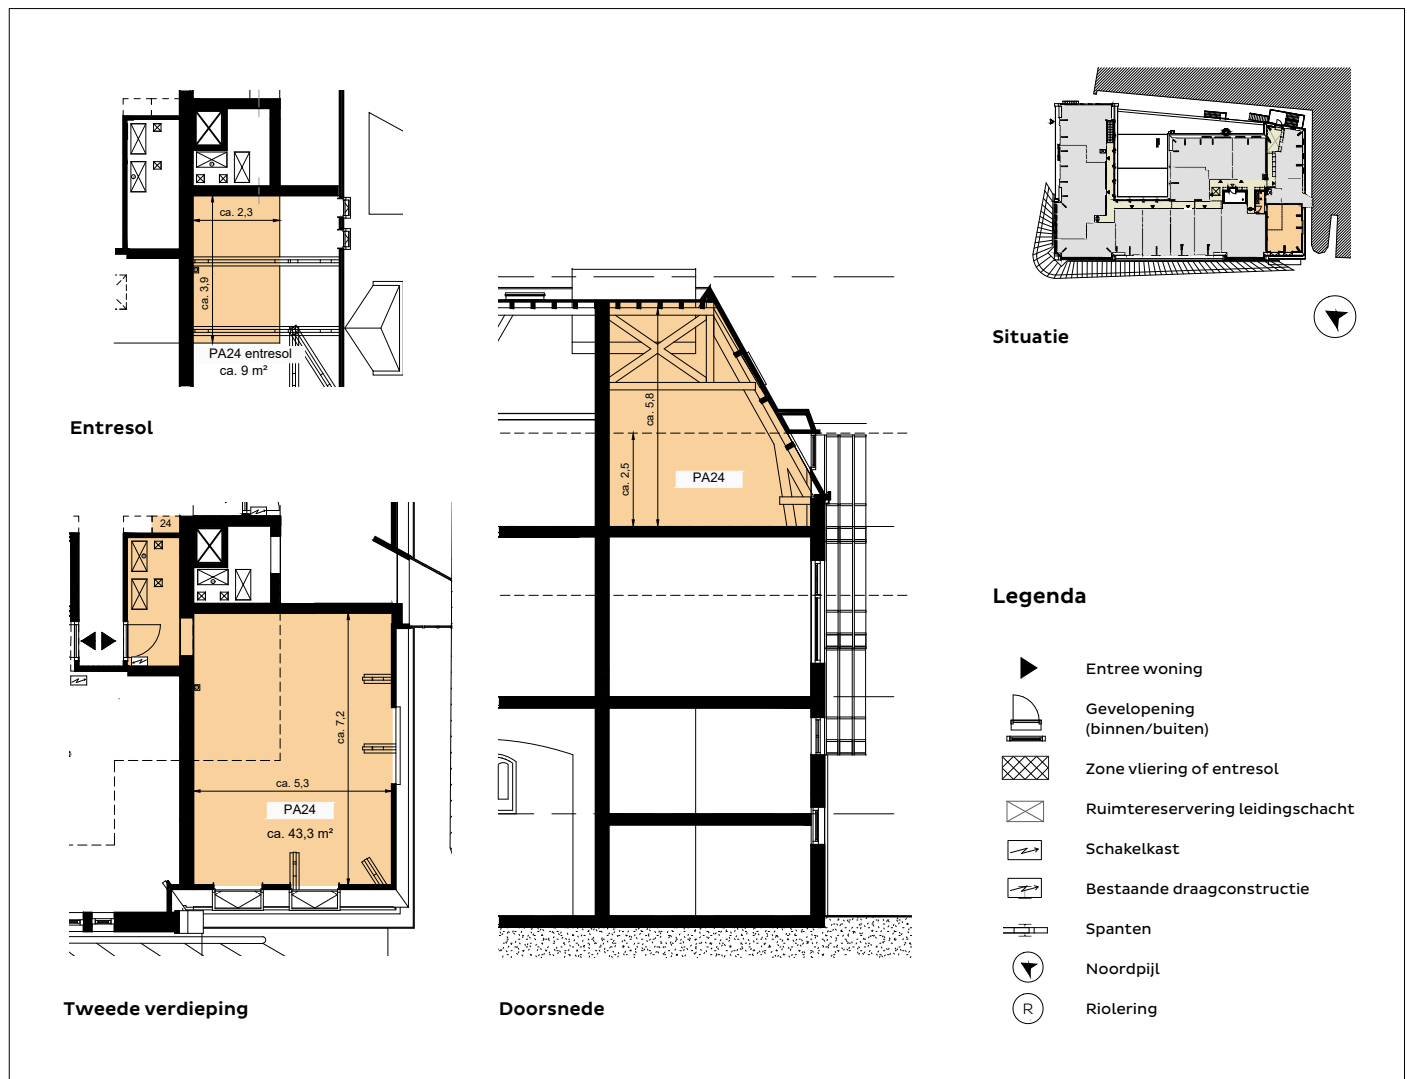 ca. 2,3
ca. 3,9
PA24 entresol
ca. 9 m²
Entresol
24
ca. 7,2
ca. 5,3
PA24
ca. 43,3 m²
Tweede verdieping
ca. 5,8
ca. 2,5
PA24
Doorsnede
Situatie
Legenda
Entree woning
Gevelopening
(binnen/buiten)
Zone vliering of entresol
Ruimtereservering leidingschacht
Schakelkast
Bestaande draagconstructie
Spanten
Noordpijl
R
Riolering